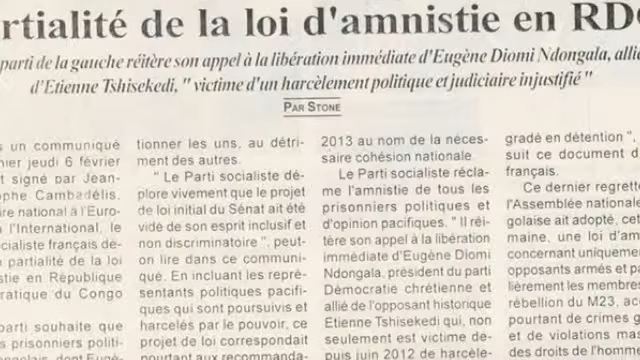 rtialité de la loi d'amnistie en RD
parti de la gauche réitère son appel à la libération immédiate d'Eugène Diomi Ndongala, allié
d'Etienne Tshisekedi, " victime d'un harcèlement politique et judiciaire injustifié "
PAR STONE
s un communiqué
ier jeudi 6 février
t signé par Jean-
ophe Cambadélis,
ire national à l'Euro-
l'International, le
cialiste français dé-
partialité de la loi
stie en République
ratique du Congo
parti souhaite que
s prisonniers politi-
tionner les uns, au détri-
ment des autres.
" Le Parti socialiste dé-
plore vivement que le projet
de loi initial du Sénat ait été
vidé de son esprit inclusif et
non discriminatoire ", peut-
on lire dans ce communi-
qué. En incluant les repré-
sentants politiques pacifi-
ques qui sont poursuivis et
harcelés par le pouvoir, ce
projet de loi correspondait
pourtant aux recommanda-
2013 au nom de la néces-
saire cohésion nationale.
Le Parti socialiste récla-
me l'amnistie de tous les
prisonniers politiques et
d'opinion pacifiques. " Il réi-
tère son appel à la libération
immédiate d'Eugène Diomi
Ndongala, président du parti
Démocratie chrétienne et
allié de l'opposant historique
Etienne Tshisekedi qui, non
seulement est victime de-
puis juin 2012 de harcèle-
gradé en détention ",
suit ce document d
français.
Ce dernier regrette
l'Assemblée nationale
golaise ait adopté, cet
maine, une loi d'am
concernant uniquemen
opposants armés et pa
lièrement les membres
rébellion du M23, acc
pourtant de crimes g
et de violations mas
des droits de l'homm